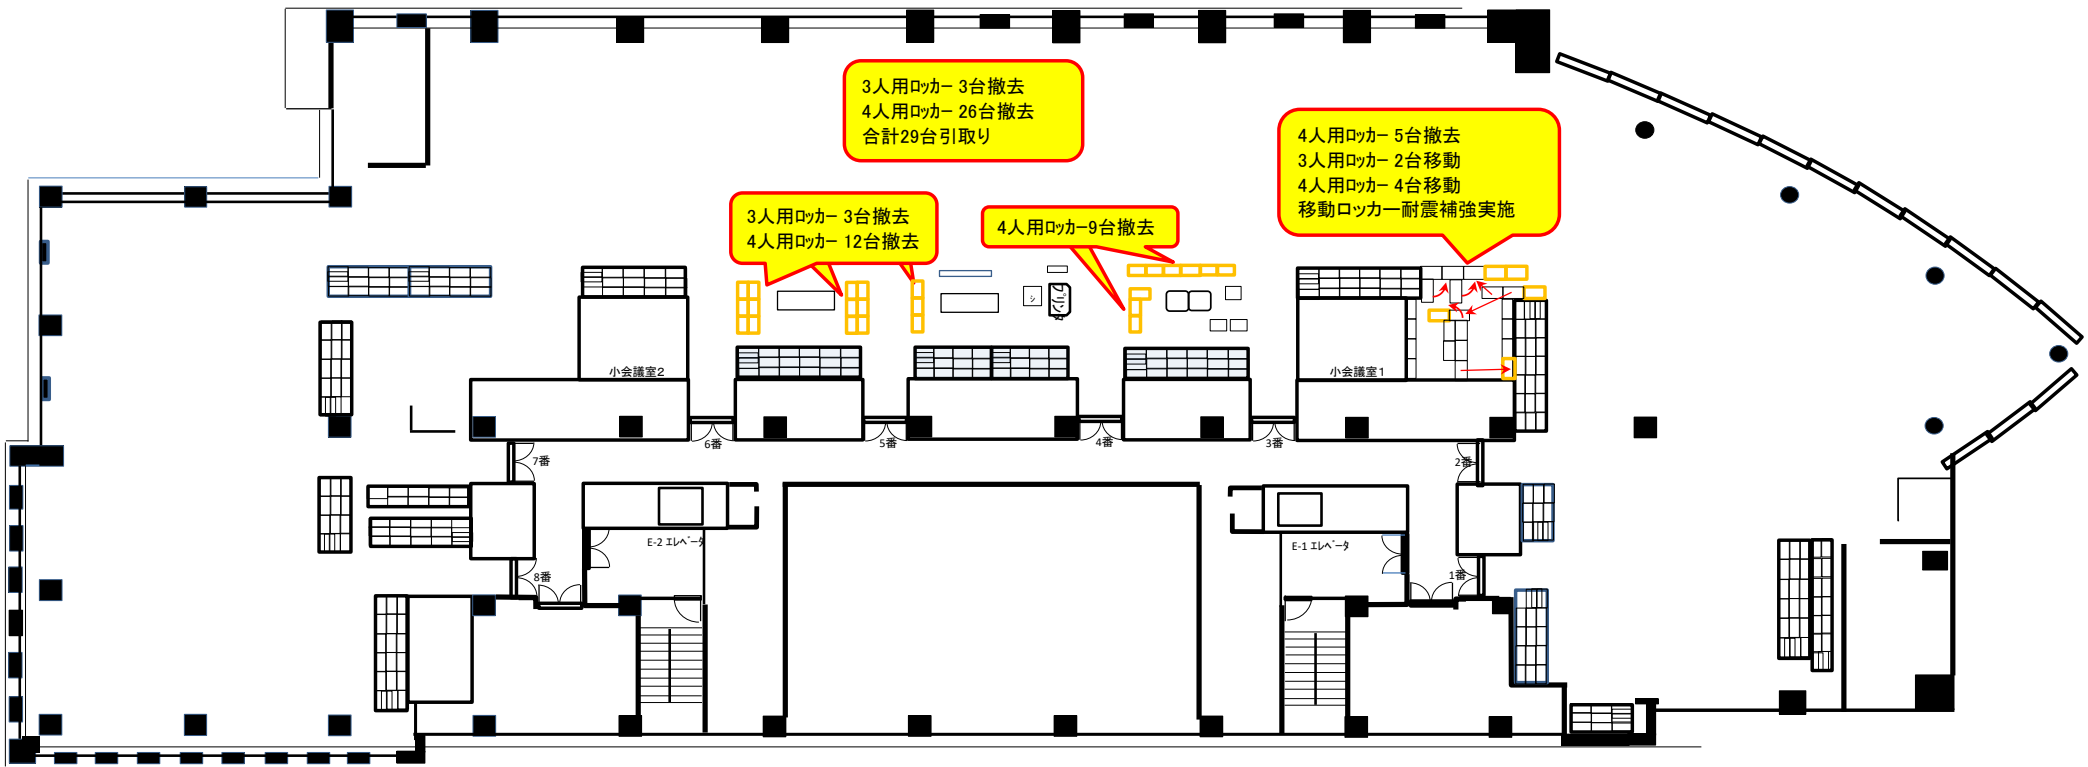 3人用ロッカー 3台撤去
4人用ロッカー 26台撤去
合計29台引取り
4人用ロッカー 5台撤去
3人用ロッカー 2台移動
4人用ロッカー 4台移動
移動ロッカー耐震補強実施
3人用ロッカー 3台撤去
4人用ロッカー 12台撤去
4人用ロッカー9台撤去
シ
プリンタ
小会議室2
小会議室1
6番
5番
4番
3番
7番
2番
E-2 エレベータ
E-1 エレベータ
8番
1番